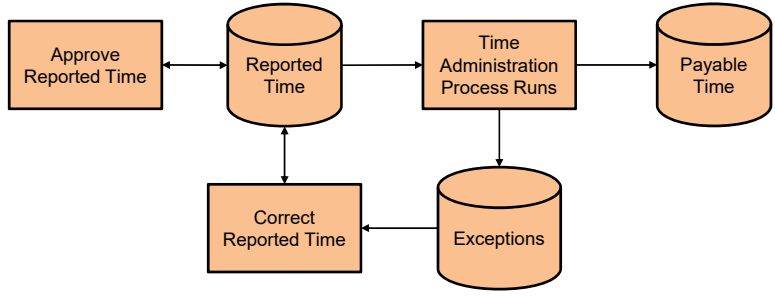 Approve
Reported Time
Reported
Time
Time
Administration
Process Runs
Payable
Time
Correct
Reported Time
Exceptions